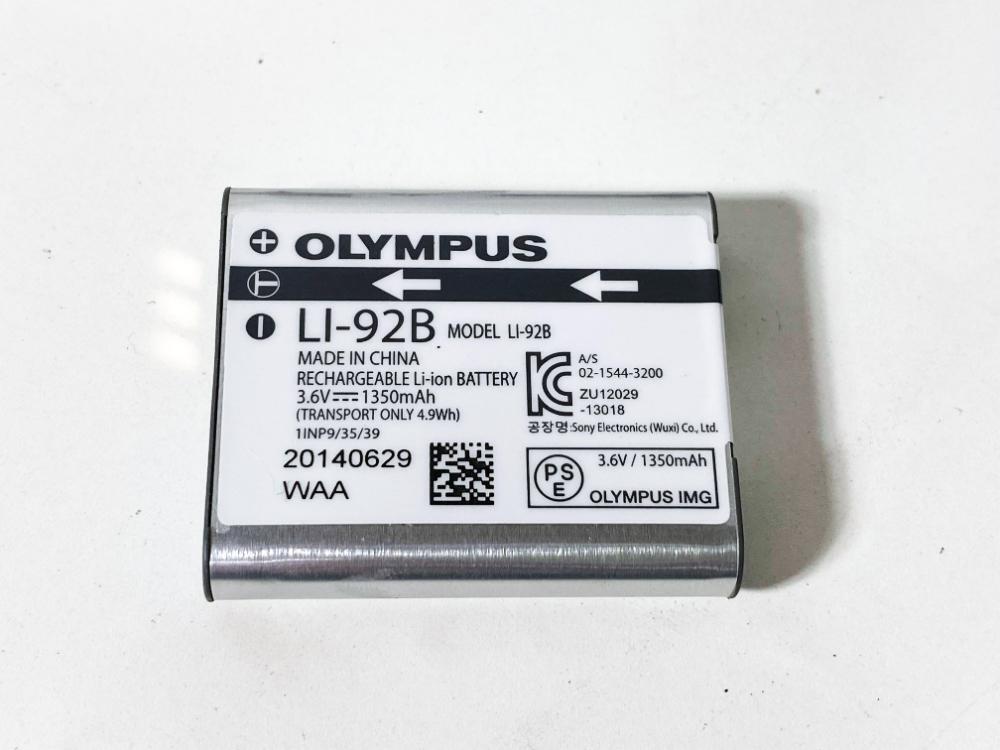 OLYMPUS
LI-92B MODEL LI-92B
MADE IN CHINA
RECHARGEABLE Li-ion BATTERY
3.6V⎓1350mAh
(TRANSPORT ONLY 4.9Wh)
1INP9/35/39
20140629
WAA
A/S
02-1544-3200
ZU12029
-13018
공장명:Sony Electronics (Wuxi) Co., Ltd.
PS
E
3.6V / 1350mAh
OLYMPUS IMG